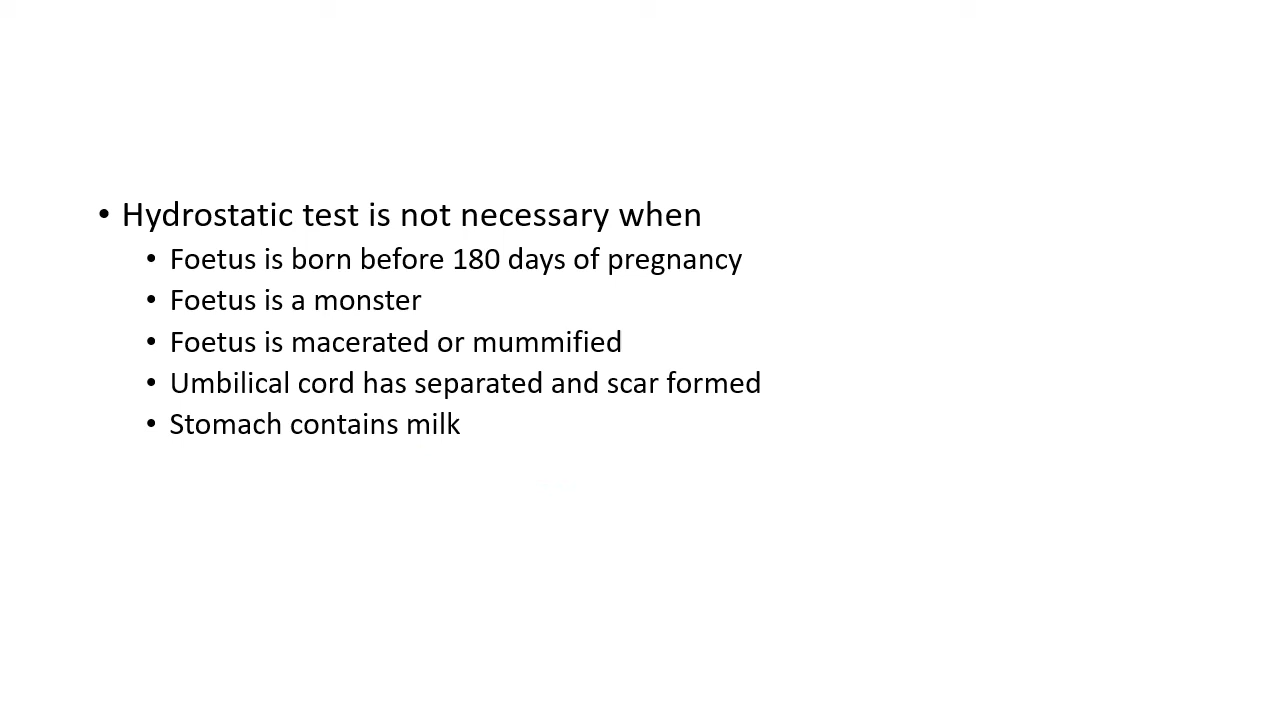 • Hydrostatic test is not necessary when
• Foetus is born before 180 days of pregnancy
• Foetus is a monster
• Foetus is macerated or mummified
• Umbilical cord has separated and scar formed
• Stomach contains milk